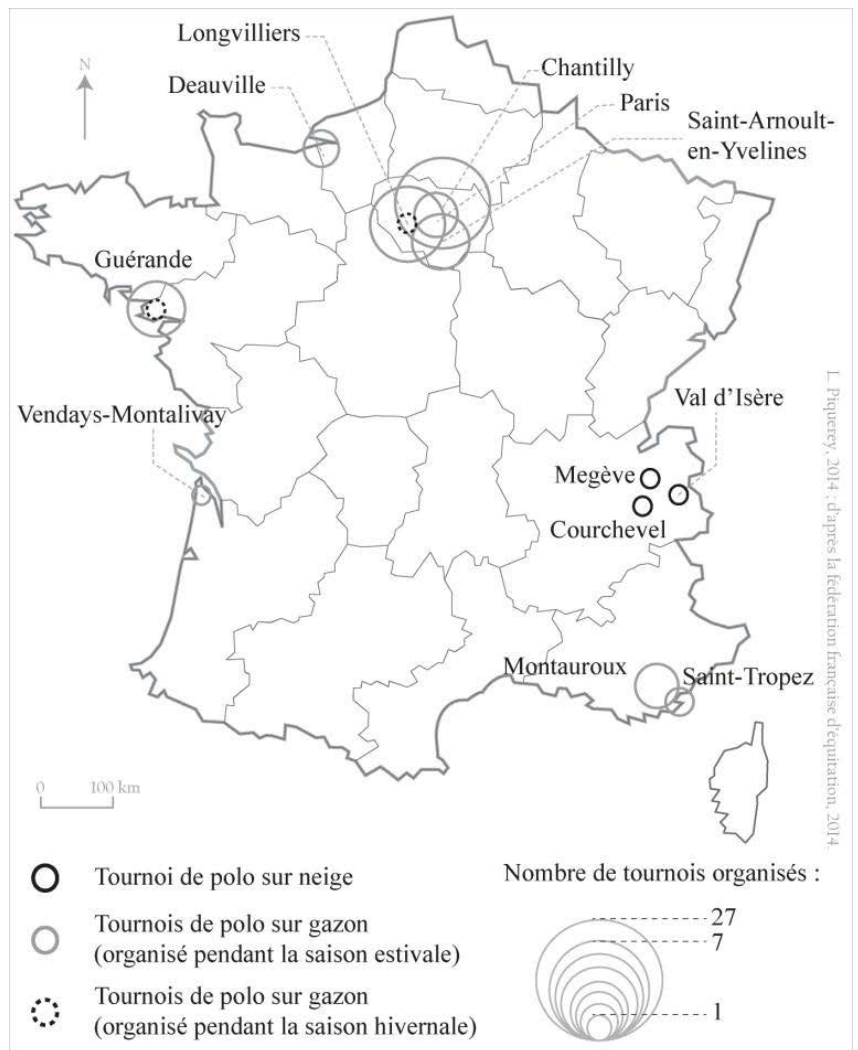 Longvilliers
Deauville
Chantilly
Paris
Saint-Arnoult-
en-Yvelines
N
Guérande
Vendays-Montalivay
Val d'Isère
Megève
Courchevel
Montauroux
Saint-Tropez
L. Piquerey, 2014 ; d'après la fédération française d'équitation, 2014.
0 100 km
Tournoi de polo sur neige
Tournois de polo sur gazon
(organisé pendant la saison estivale)
Tournois de polo sur gazon
(organisé pendant la saison hivernale)
Nombre de tournois organisés :
27
7
1